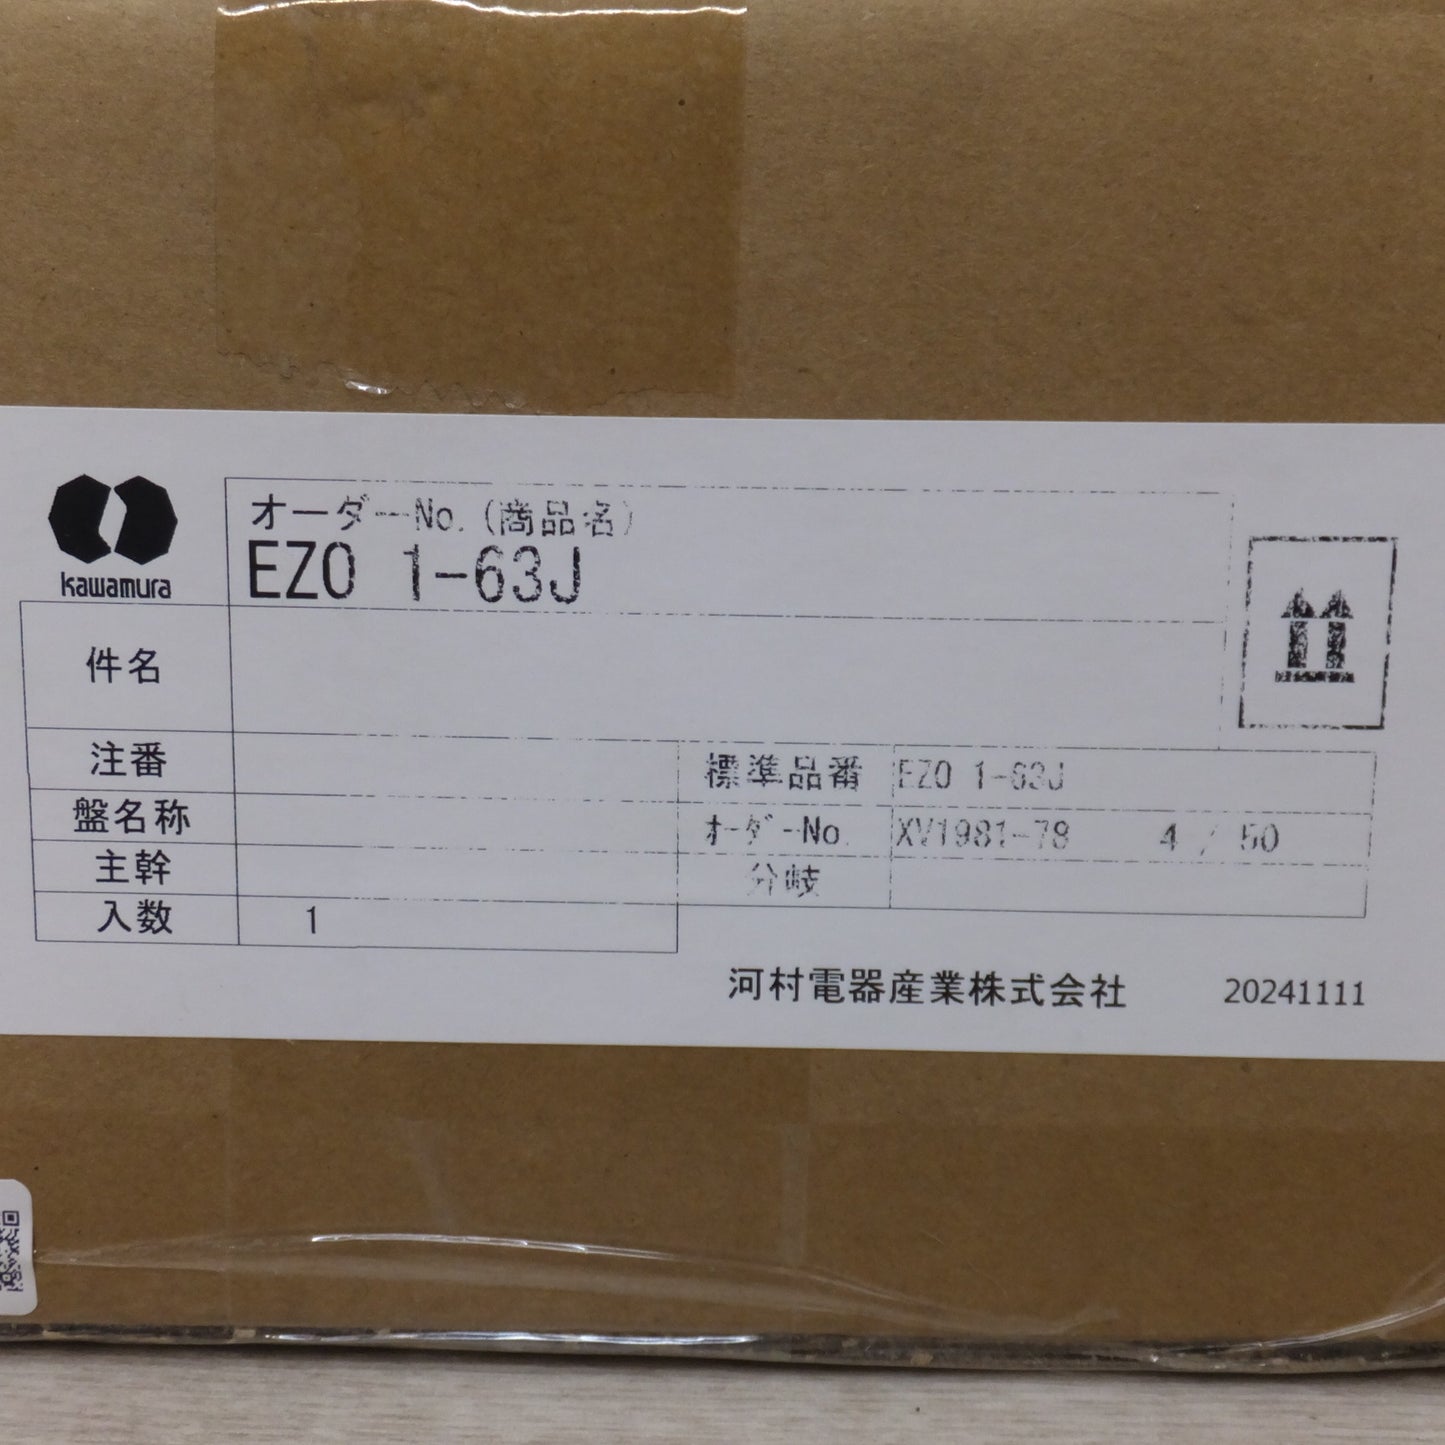 kawamura
オーダーNo.(商品名)
EZO 1-63J
件名
注番
標準品番 EZO 1-63J
盤名称
ｵｰﾀﾞｰNo. XV1981-78 4 / 50
主幹
分岐
入数 1
河村電器産業株式会社 20241111